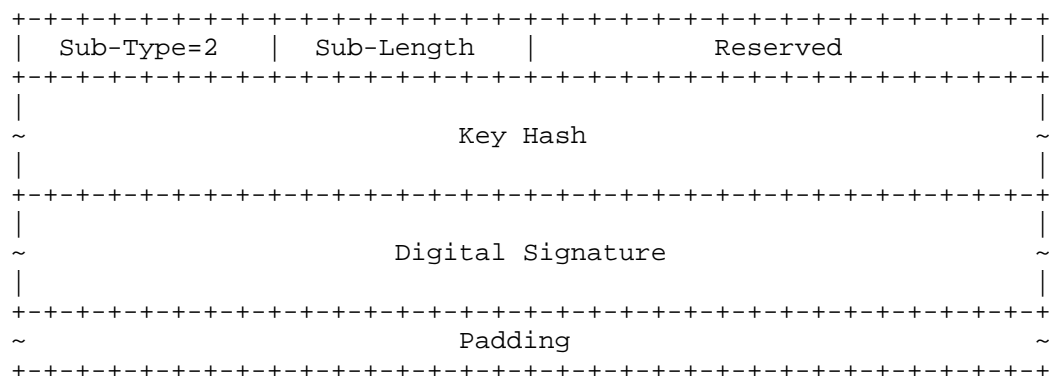 +-+-+-+-+-+-+-+-+-+-+-+-+-+-+-+-+-+-+-+-+-+-+-+-+-+-+-+-+-+-+-+-+
|  Sub-Type=2   |  Sub-Length   |           Reserved            |
+-+-+-+-+-+-+-+-+-+-+-+-+-+-+-+-+-+-+-+-+-+-+-+-+-+-+-+-+-+-+-+-+
|                                                               |
~                           Key Hash                            ~
|                                                               |
+-+-+-+-+-+-+-+-+-+-+-+-+-+-+-+-+-+-+-+-+-+-+-+-+-+-+-+-+-+-+-+-+
|                                                               |
~                       Digital Signature                       ~
|                                                               |
+-+-+-+-+-+-+-+-+-+-+-+-+-+-+-+-+-+-+-+-+-+-+-+-+-+-+-+-+-+-+-+-+
~                           Padding                             ~
+-+-+-+-+-+-+-+-+-+-+-+-+-+-+-+-+-+-+-+-+-+-+-+-+-+-+-+-+-+-+-+-+